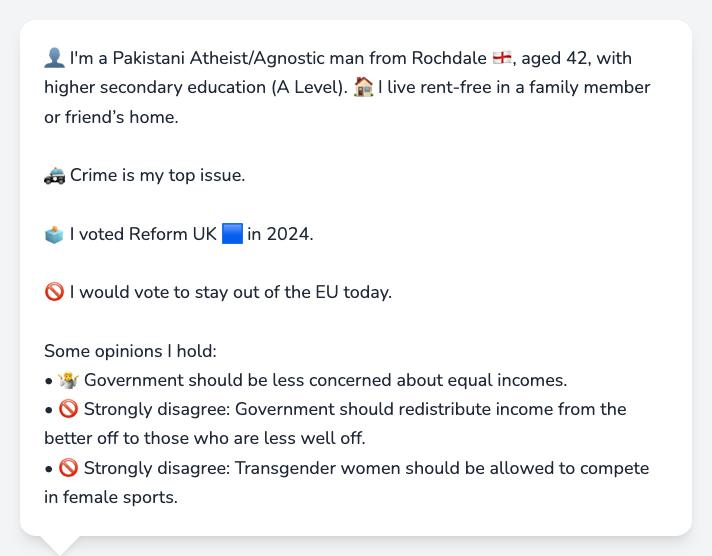 👤 I'm a Pakistani Atheist/Agnostic man from Rochdale 🏴󠁧󠁢󠁥󠁮󠁧󠁿, aged 42, with
higher secondary education (A Level). 🏠 I live rent-free in a family member
or friend’s home.
🚓 Crime is my top issue.
🗳️ I voted Reform UK 🟦 in 2024.
🚫 I would vote to stay out of the EU today.
Some opinions I hold:
• 🤷 Government should be less concerned about equal incomes.
• 🚫 Strongly disagree: Government should redistribute income from the
better off to those who are less well off.
• 🚫 Strongly disagree: Transgender women should be allowed to compete
in female sports.